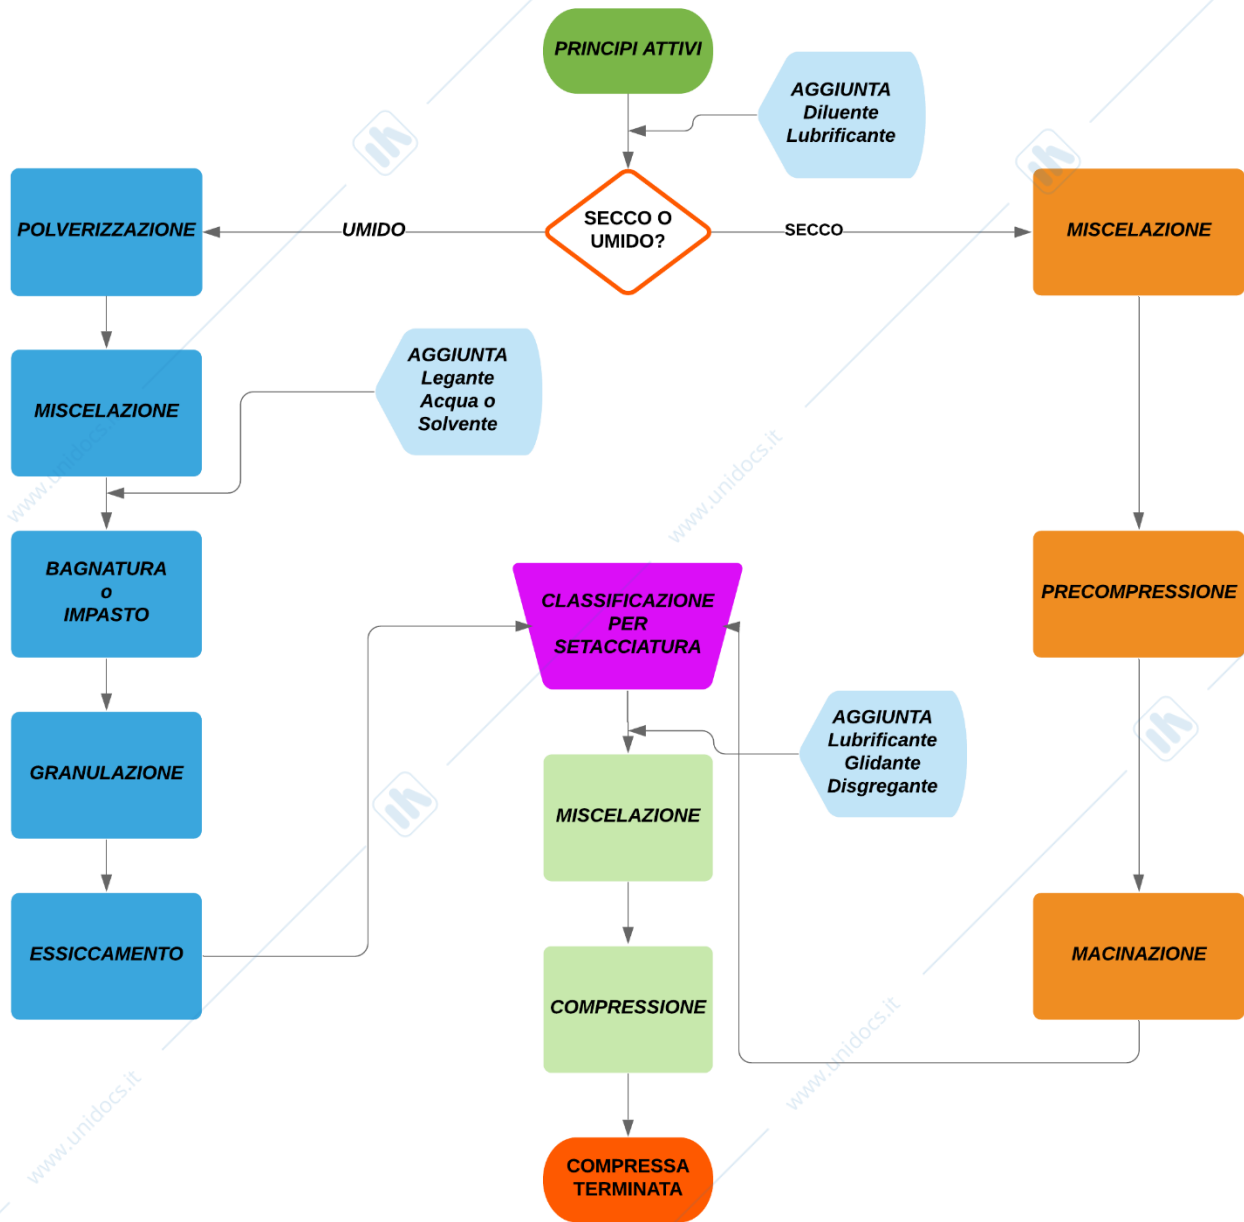 PRINCIPI ATTIVI
AGGIUNTA
Diluente
Lubrificante
SECCO O
UMIDO?
UMIDO
SECCO
POLVERIZZAZIONE
MISCELAZIONE
MISCELAZIONE
AGGIUNTA
Legante
Acqua o
Solvente
BAGNATURA
o
IMPASTO
PRECOMPRESSIONE
CLASSIFICAZIONE
PER
SETACCIATURA
GRANULAZIONE
AGGIUNTA
Lubrificante
Glidante
Disgregante
MISCELAZIONE
ESSICCAMENTO
MACINAZIONE
COMPRESSIONE
COMPRESSA
TERMINATA
www.unidocs.it
www.unidocs.it
www.unidocs.it
www.unidocs.it